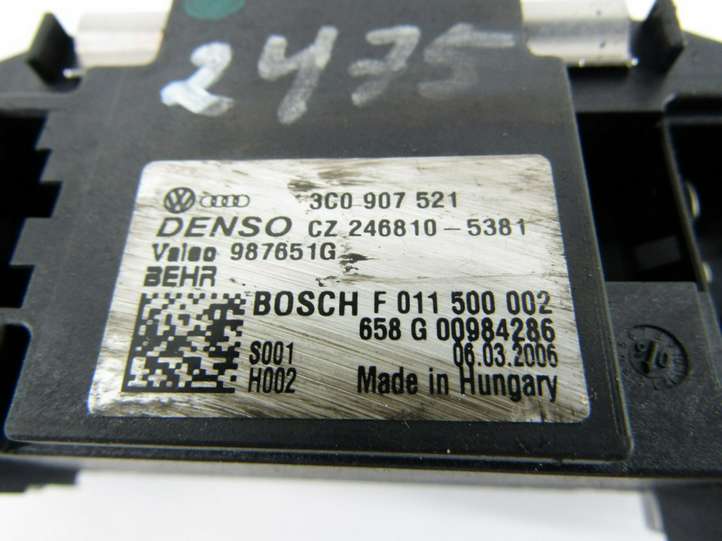 2475
3C0 907 521
DENSO CZ 246810-5381
Valeo 987651G
BEHR
BOSCH F 011 500 002
658 G 00984286
S001 06.03.2006
H002 Made in Hungary